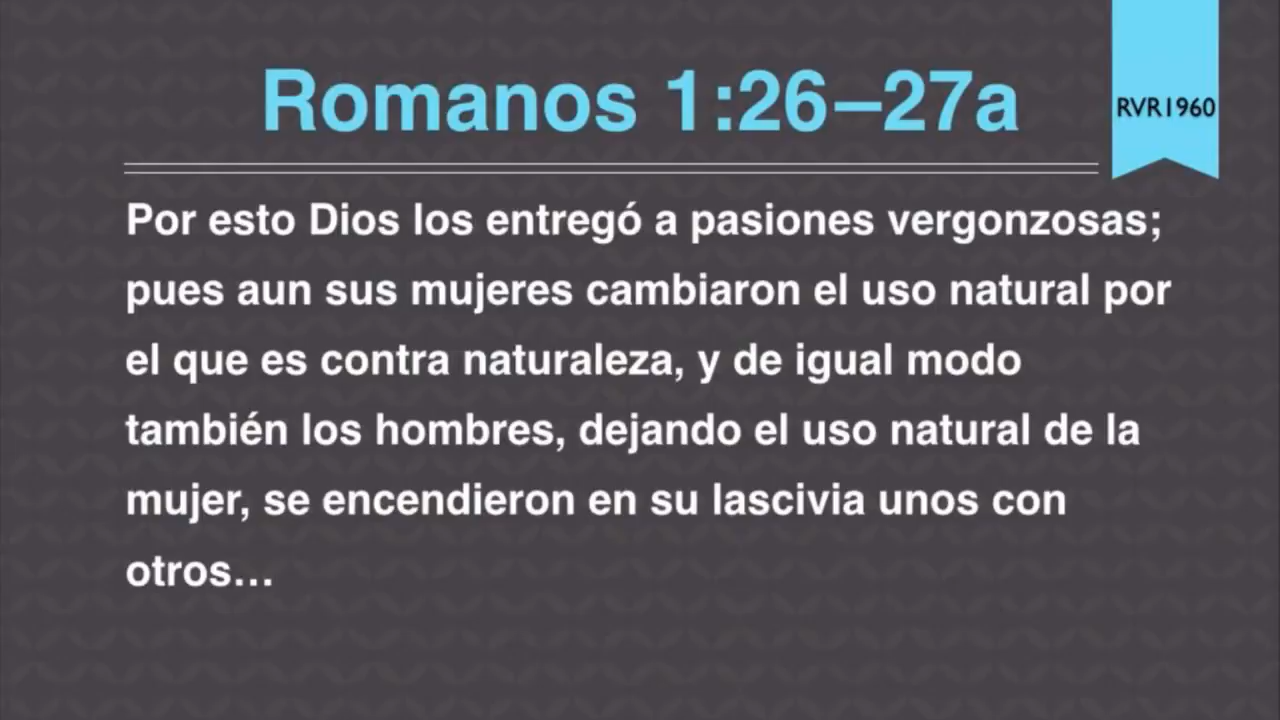 Romanos 1:26–27a
RVR1960
Por esto Dios los entregó a pasiones vergonzosas;
pues aun sus mujeres cambiaron el uso natural por
el que es contra naturaleza, y de igual modo
también los hombres, dejando el uso natural de la
mujer, se encendieron en su lascivia unos con
otros…